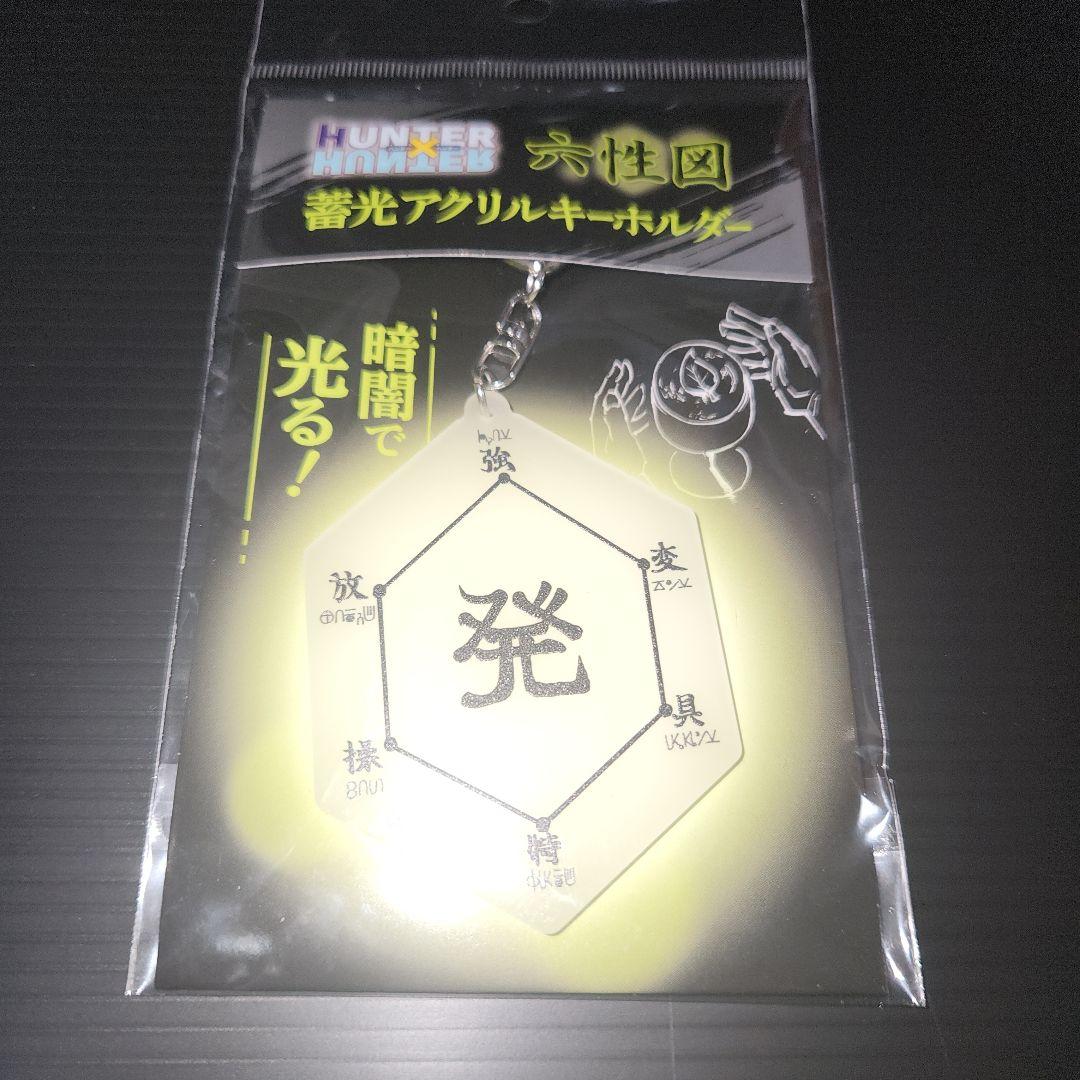 HUNTER
×
HUNTER
六性図
蓄光アクリルキーホルダー
暗闇で
光る!
強
変
放
発
具
操
特